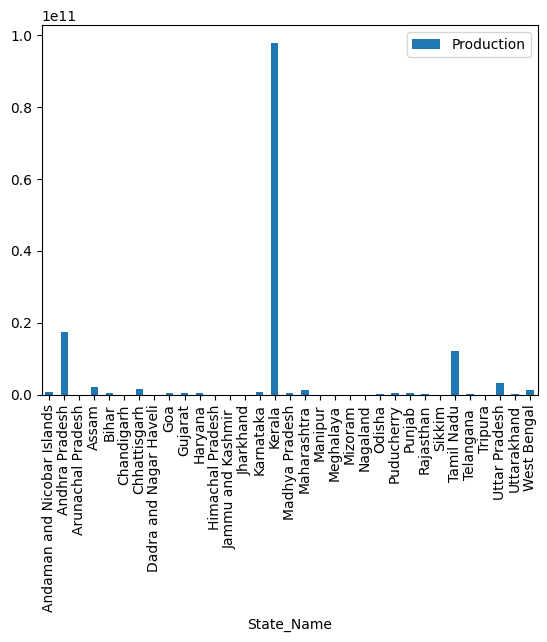 1e11
Production
1.0
0.8
0.6
0.4
0.2
0.0
Andaman and Nicobar Islands
Andhra Pradesh
Arunachal Pradesh
Assam
Bihar
Chandigarh
Chhattisgarh
Dadra and Nagar Haveli
Goa
Gujarat
Haryana
Himachal Pradesh
Jammu and Kashmir
Jharkhand
Karnataka
Kerala
Madhya Pradesh
Maharashtra
Manipur
Meghalaya
Mizoram
Nagaland
Odisha
Puducherry
Punjab
Rajasthan
Sikkim
Tamil Nadu
Telangana
Tripura
Uttar Pradesh
Uttarakhand
West Bengal
State_Name